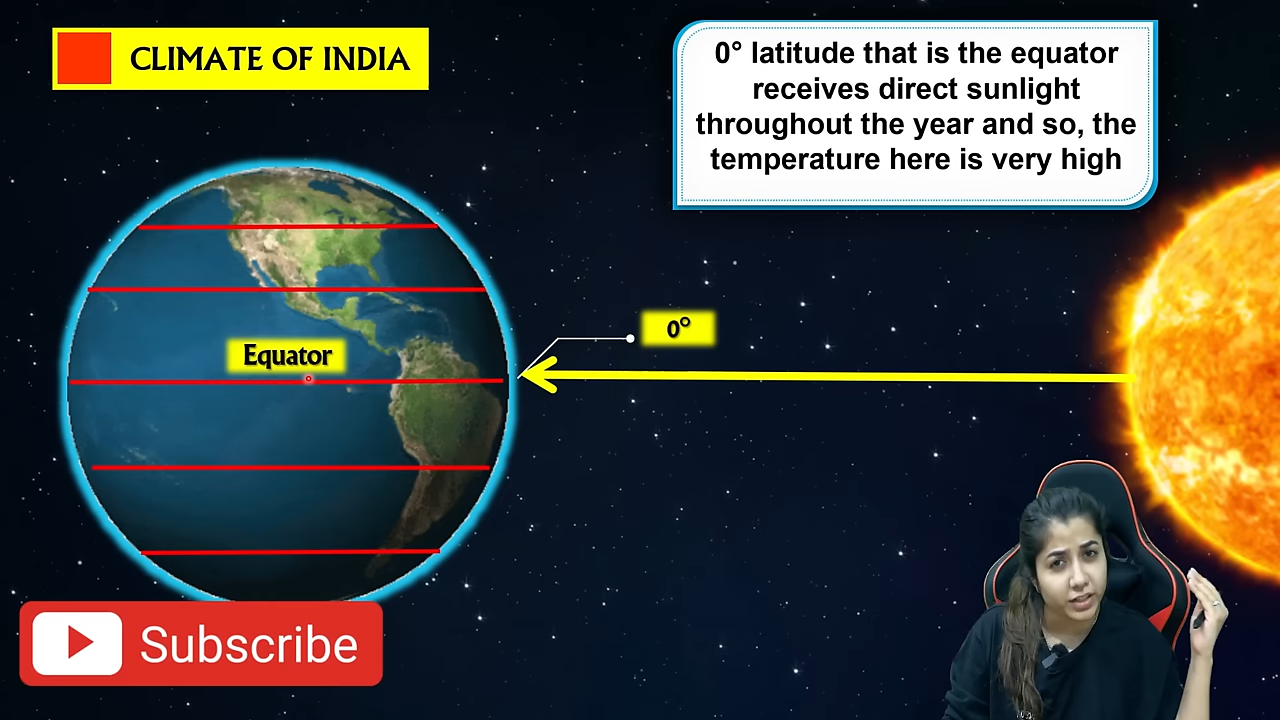 CLIMATE OF INDIA
0° latitude that is the equator
receives direct sunlight
throughout the year and so, the
temperature here is very high
0°
Equator
Subscribe